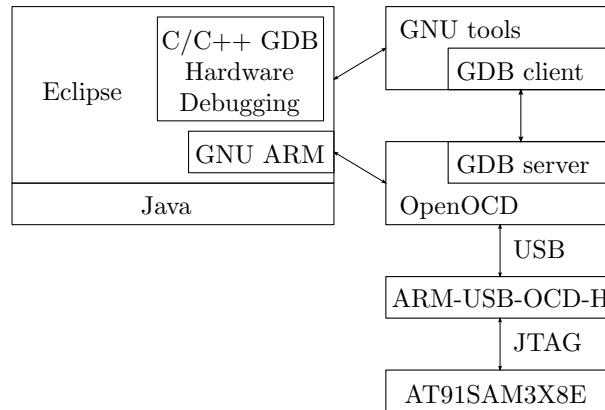 C/C++ GDB
Hardware
Debugging
Eclipse
GNU ARM
Java
GNU tools
GDB client
GDB server
OpenOCD
USB
ARM-USB-OCD-H
JTAG
AT91SAM3X8E